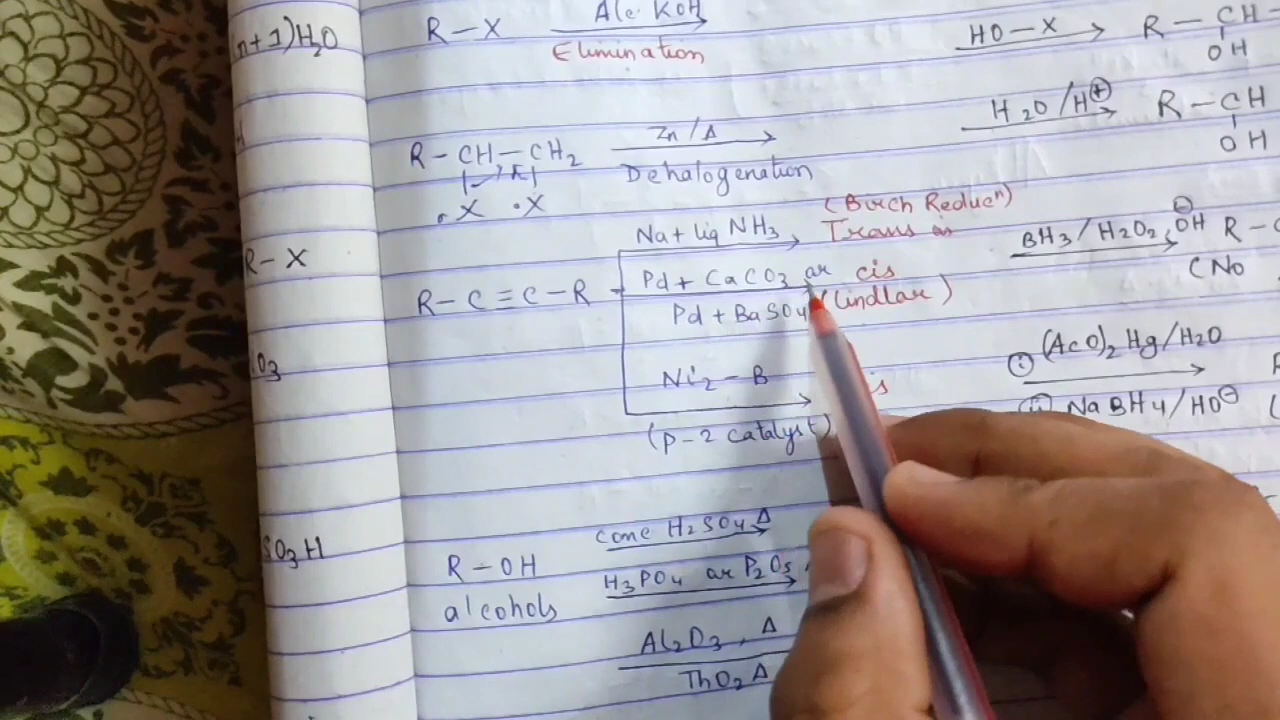 n+1)H2O
R-X Alc. KOH
Elimination
HO-X R-CH-
OH
R-CH-CH2 Zn/Δ
Dehalogenation
.X .X
H2O/H⊕ R-CH
OH
R-X
(Birch Reducn)
Na+liq NH3 Trans is
R-C≡C-R Pd+CaCO3 or cis
Pd+BaSO4 (lindlar)
BH3/H2O2, ⊖OH R-C
(No
Ni2-B is
(P-2 catalyst)
O3
(i) (AcO)2 Hg/H2O
(ii) NaBH4/HO⊖ (
SO3H
R-OH conc H2SO4 Δ
alcohols H3PO4 or P2O5
Al2O3, Δ
ThO2 Δ